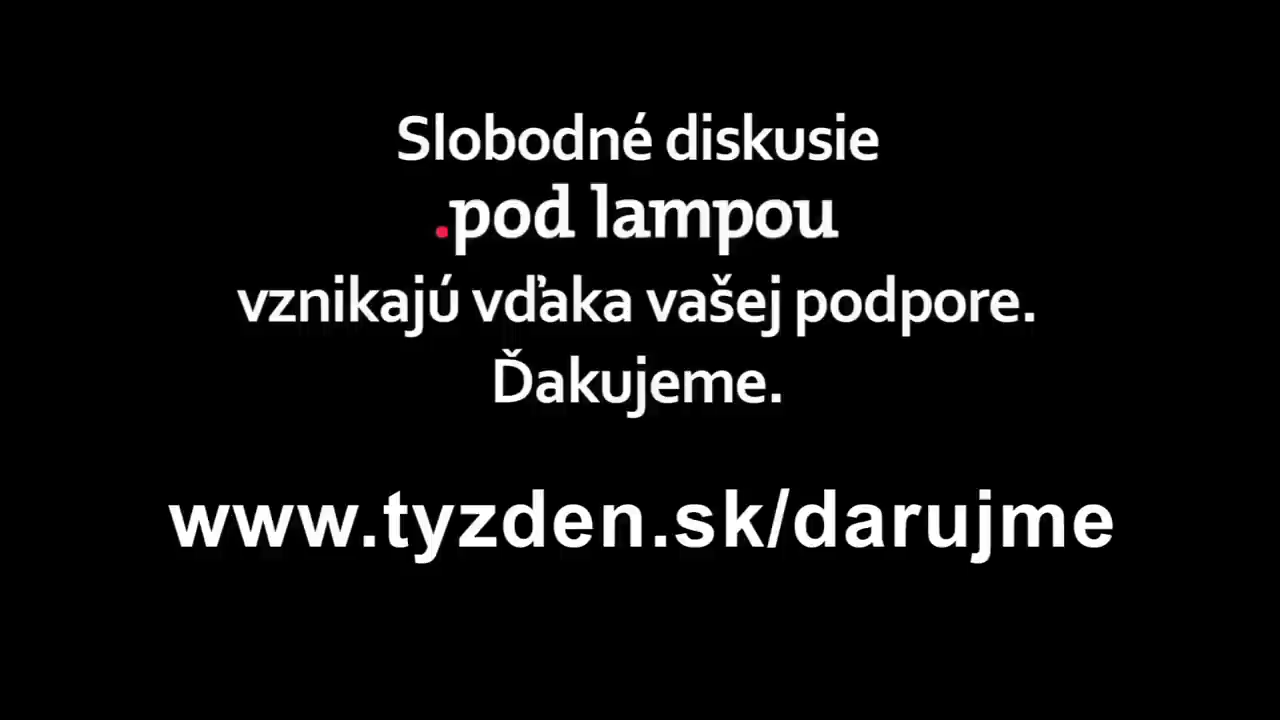 Slobodné diskusie
.pod lampou
vznikajú vďaka vašej podpore.
Ďakujeme.
www.tyzden.sk/darujme